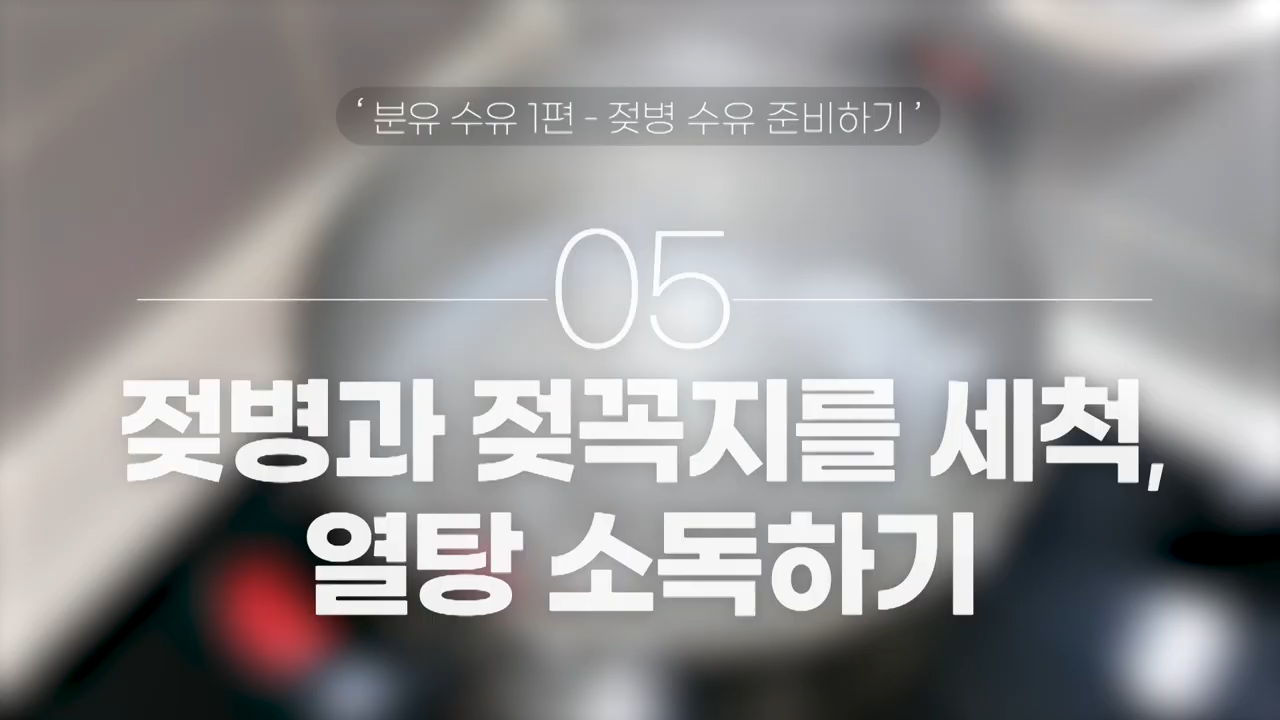 ‘ 분유 수유 1편 - 젖병 수유 준비하기 ’
05
젖병과 젖꼭지를 세척,
열탕 소독하기